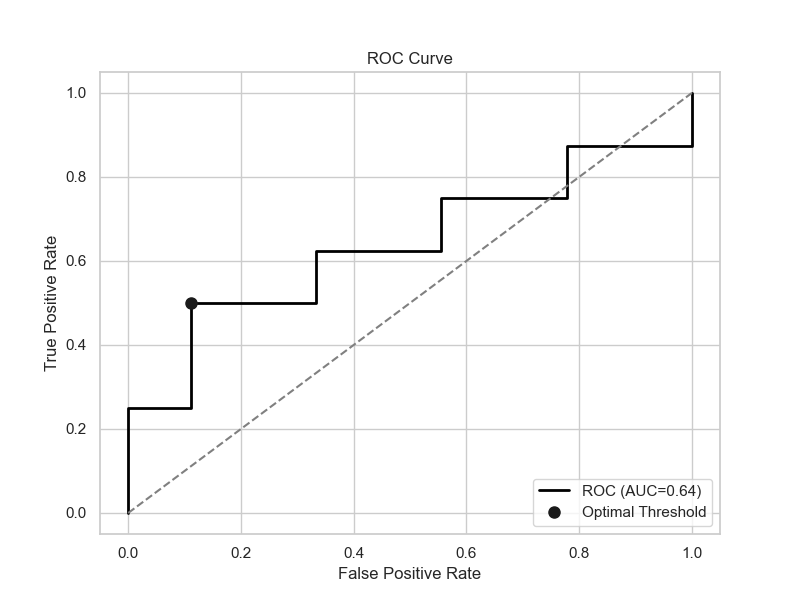 ROC Curve
True Positive Rate
1.0
0.8
0.6
0.4
0.2
0.0
0.0 0.2 0.4 0.6 0.8 1.0
False Positive Rate
ROC (AUC=0.64)
Optimal Threshold